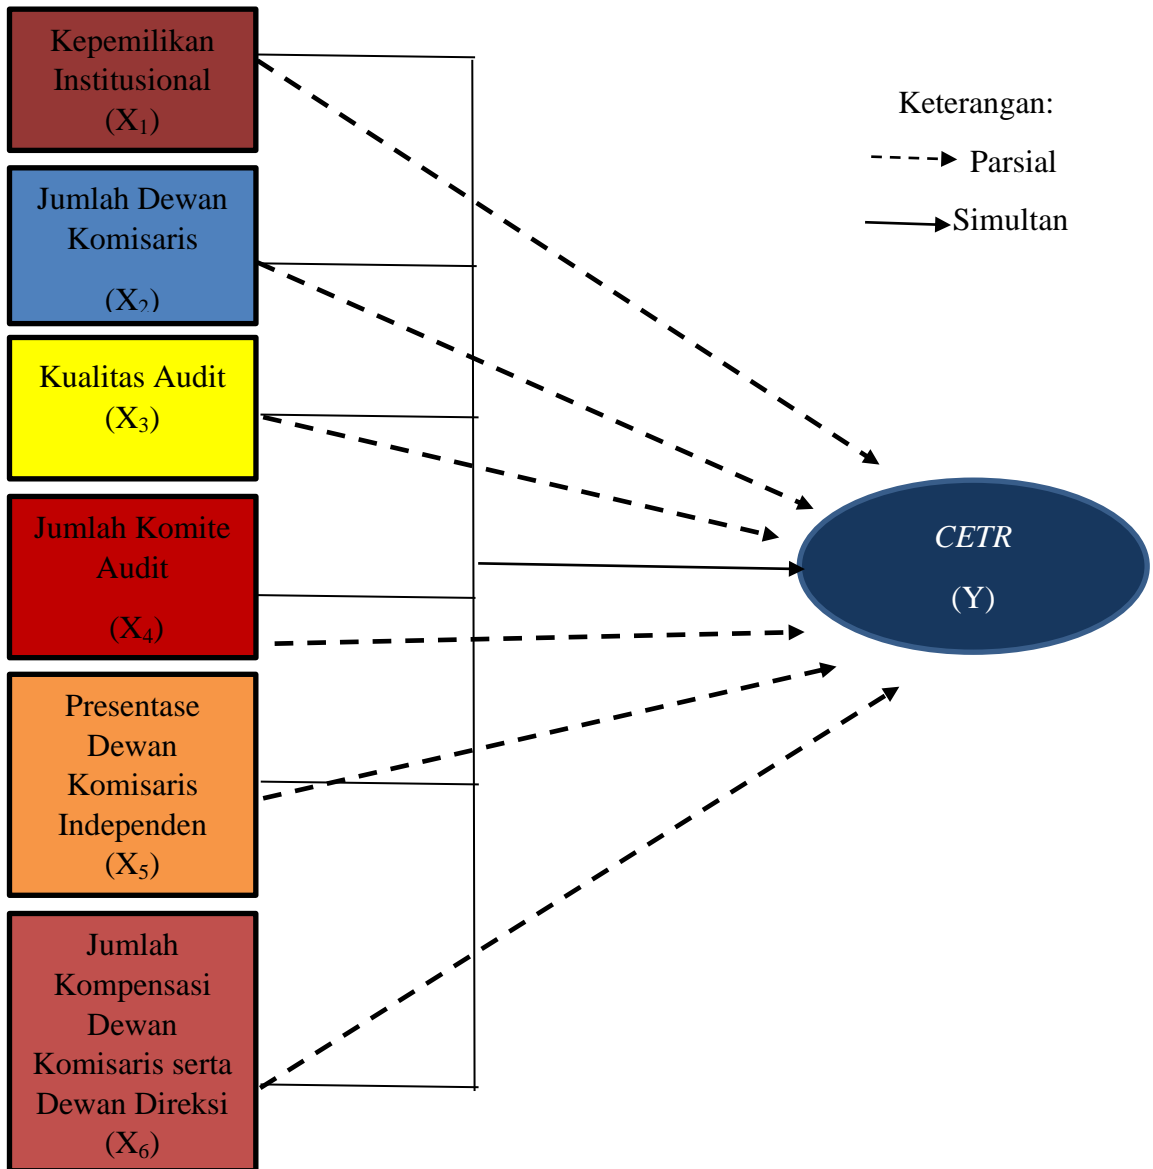 Kepemilikan
Institusional
(X₁)
Keterangan:
Parsial
Simultan
Jumlah Dewan
Komisaris
(X₂)
Kualitas Audit
(X₃)
Jumlah Komite
Audit
(X₄)
CETR
(Y)
Presentase
Dewan
Komisaris
Independen
(X₅)
Jumlah
Kompensasi
Dewan
Komisaris serta
Dewan Direksi
(X₆)